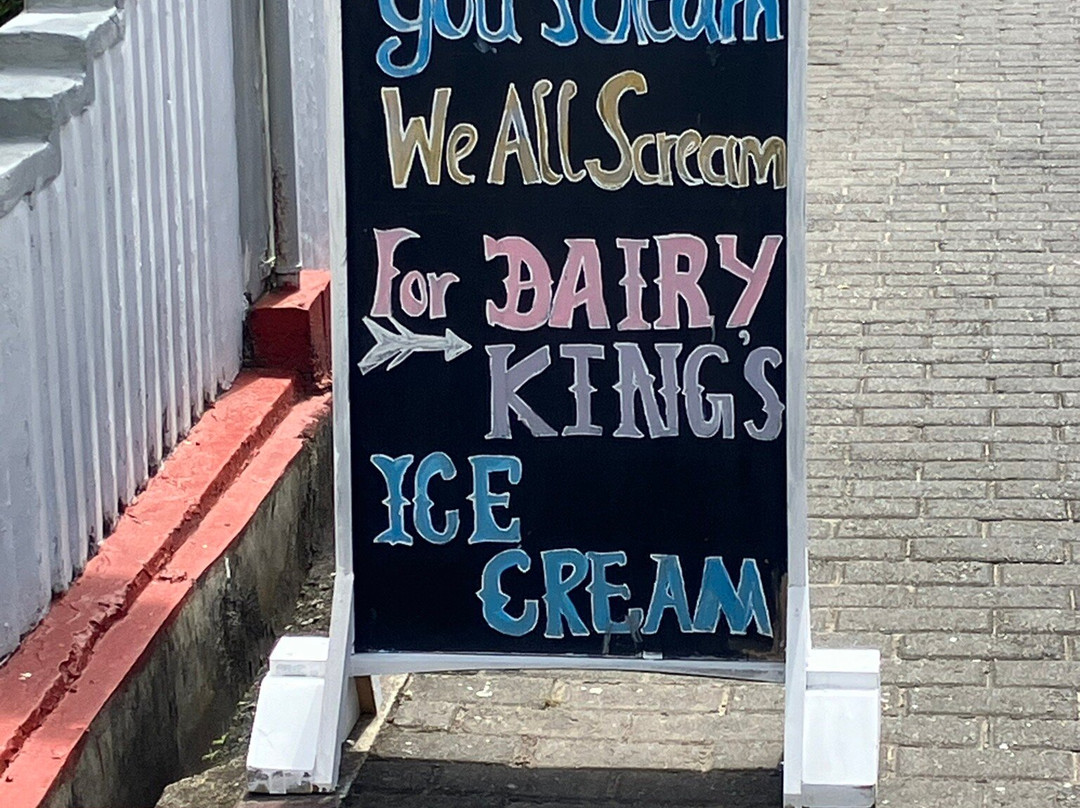 you scream
We All Scream
For DAIRY
KING'S
ICE
CREAM